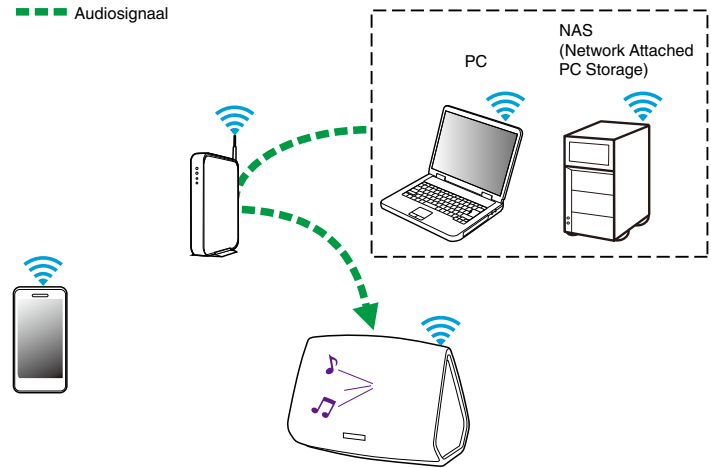 Audiosignaal
PC
NAS
(Network Attached
PC Storage)